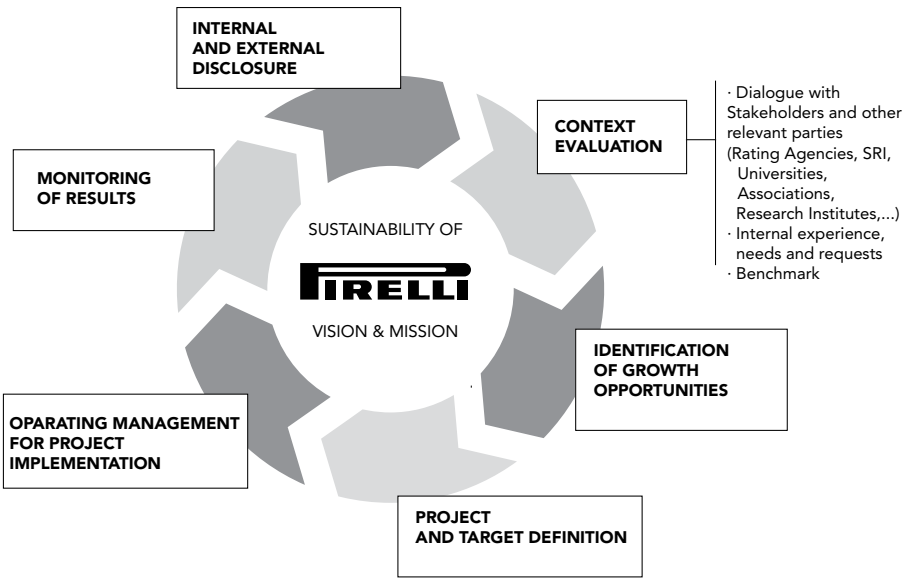 INTERNAL
AND EXTERNAL
DISCLOSURE
CONTEXT
EVALUATION
· Dialogue with
Stakeholders and other
relevant parties
(Rating Agencies, SRI,
Universities,
Associations,
Research Institutes,...)
· Internal experience,
needs and requests
· Benchmark
MONITORING
OF RESULTS
SUSTAINABILITY OF
PIRELLI
VISION & MISSION
IDENTIFICATION
OF GROWTH
OPPORTUNITIES
OPARATING MANAGEMENT
FOR PROJECT
IMPLEMENTATION
PROJECT
AND TARGET DEFINITION